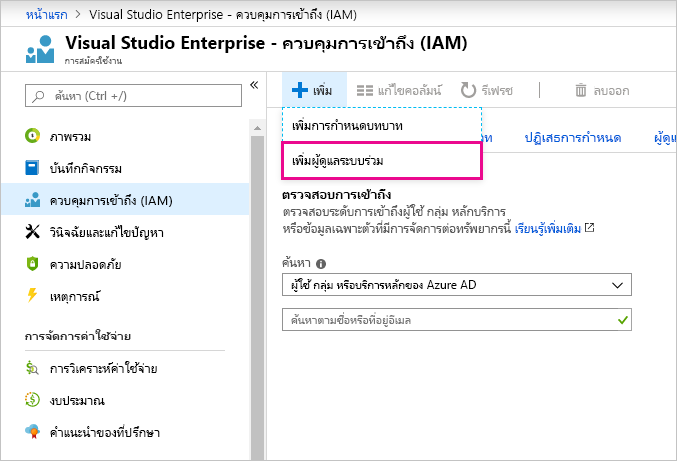 หน้าแรก > Visual Studio Enterprise - ควบคุมการเข้าถึง (IAM)
Visual Studio Enterprise - ควบคุมการเข้าถึง (IAM)
การสมัครใช้งาน
ค้นหา (Ctrl +/)
«
ภาพรวม
บันทึกกิจกรรม
ควบคุมการเข้าถึง (IAM)
วินิจฉัยและแก้ไขปัญหา
ความปลอดภัย
เหตุการณ์
การจัดการค่าใช้จ่าย
การวิเคราะห์ค่าใช้จ่าย
งบประมาณ
คำแนะนำของที่ปรึกษา
เพิ่ม แก้ไขคอลัมน์ รีเฟรช ลบออก
เพิ่มการกำหนดบทบาท
เพิ่มผู้ดูแลระบบร่วม
ปฏิเสธการกำหนด
ตรวจสอบการเข้าถึง
ตรวจสอบระดับการเข้าถึงผู้ใช้ กลุ่ม หลักบริการ
หรือข้อมูลเฉพาะตัวที่มีการจัดการต่อทรัพยากรนี้ เรียนรู้เพิ่มเติม
ค้นหา
ผู้ใช้ กลุ่ม หรือบริการหลักของ Azure AD
ค้นหาตามชื่อหรือที่อยู่อีเมล